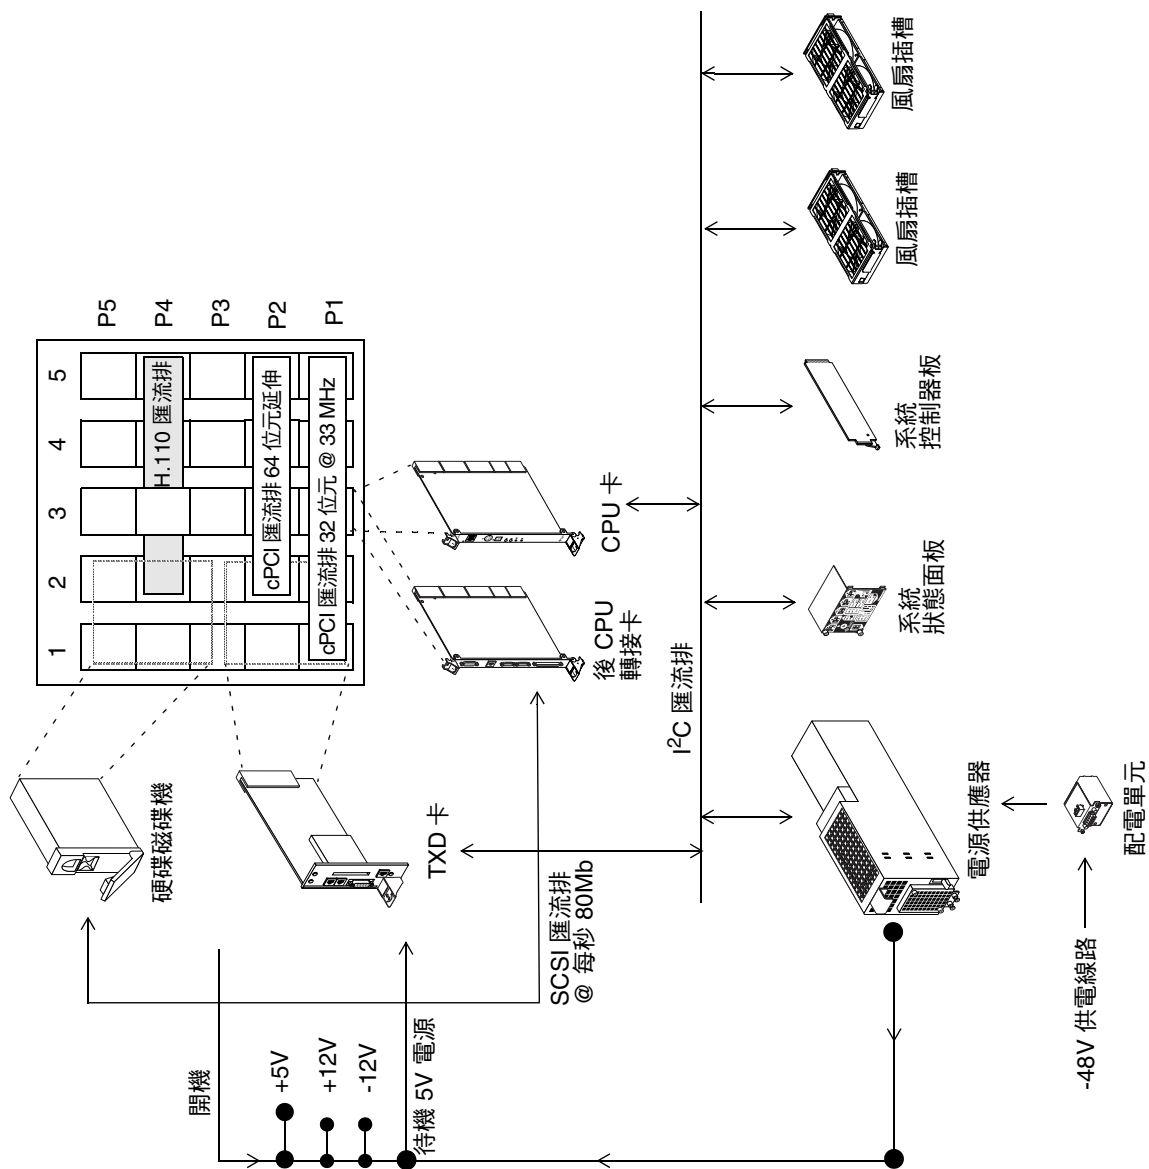 1
2
3
4
5
P5
P4
P3
P2
P1
H.110 匯流排
cPCI 匯流排 64 位元延伸
cPCI 匯流排 32 位元 @ 33 MHz
硬碟磁碟機
TXD 卡
後 CPU
轉接卡
CPU 卡
SCSI 匯流排
@ 每秒 80Mb
開機
+5V
+12V
-12V
待機 5V 電源
I²C 匯流排
電源供應器
系統
狀態面板
系統
控制器板
風扇插槽
風扇插槽
-48V 供電線路
配電單元